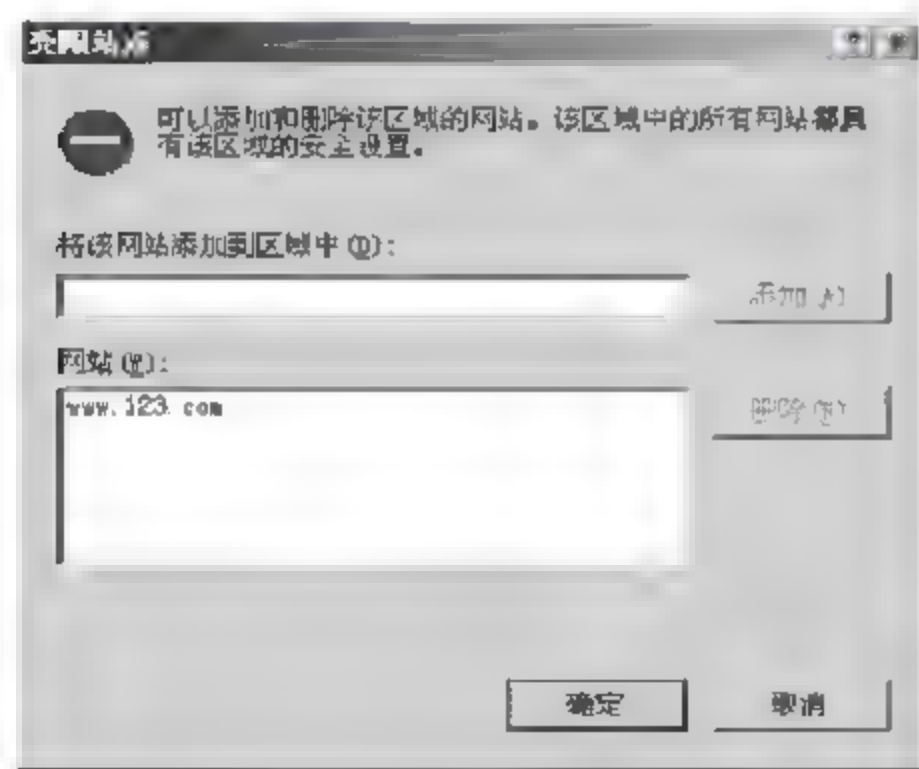 受限站点
可以添加和删除该区域的网站。该区域中的所有网站都具
有该区域的安全设置。
将该网站添加到区域中(D):
添加(A)
网站(W):
www.123.com
删除(R)
确定
取消